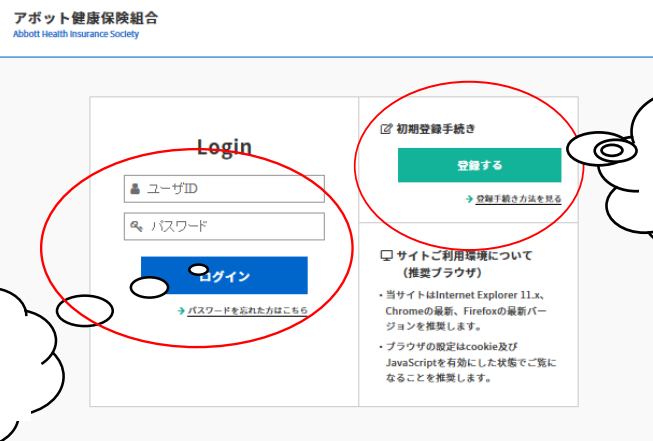 アボット健康保険組合
Abbott Health Insurance Society
Login
ユーザID
パスワード
ログイン
パスワードを忘れた方はこちら
初期登録手続き
登録する
登録手続き方法を見る
サイトご利用環境について
（推奨ブラウザ）
・当サイトはInternet Explorer 11.x、
Chromeの最新、Firefoxの最新バー
ジョンを推奨します。
・ブラウザの設定はcookie及び
JavaScriptを有効にした状態でご覧に
なることを推奨します。